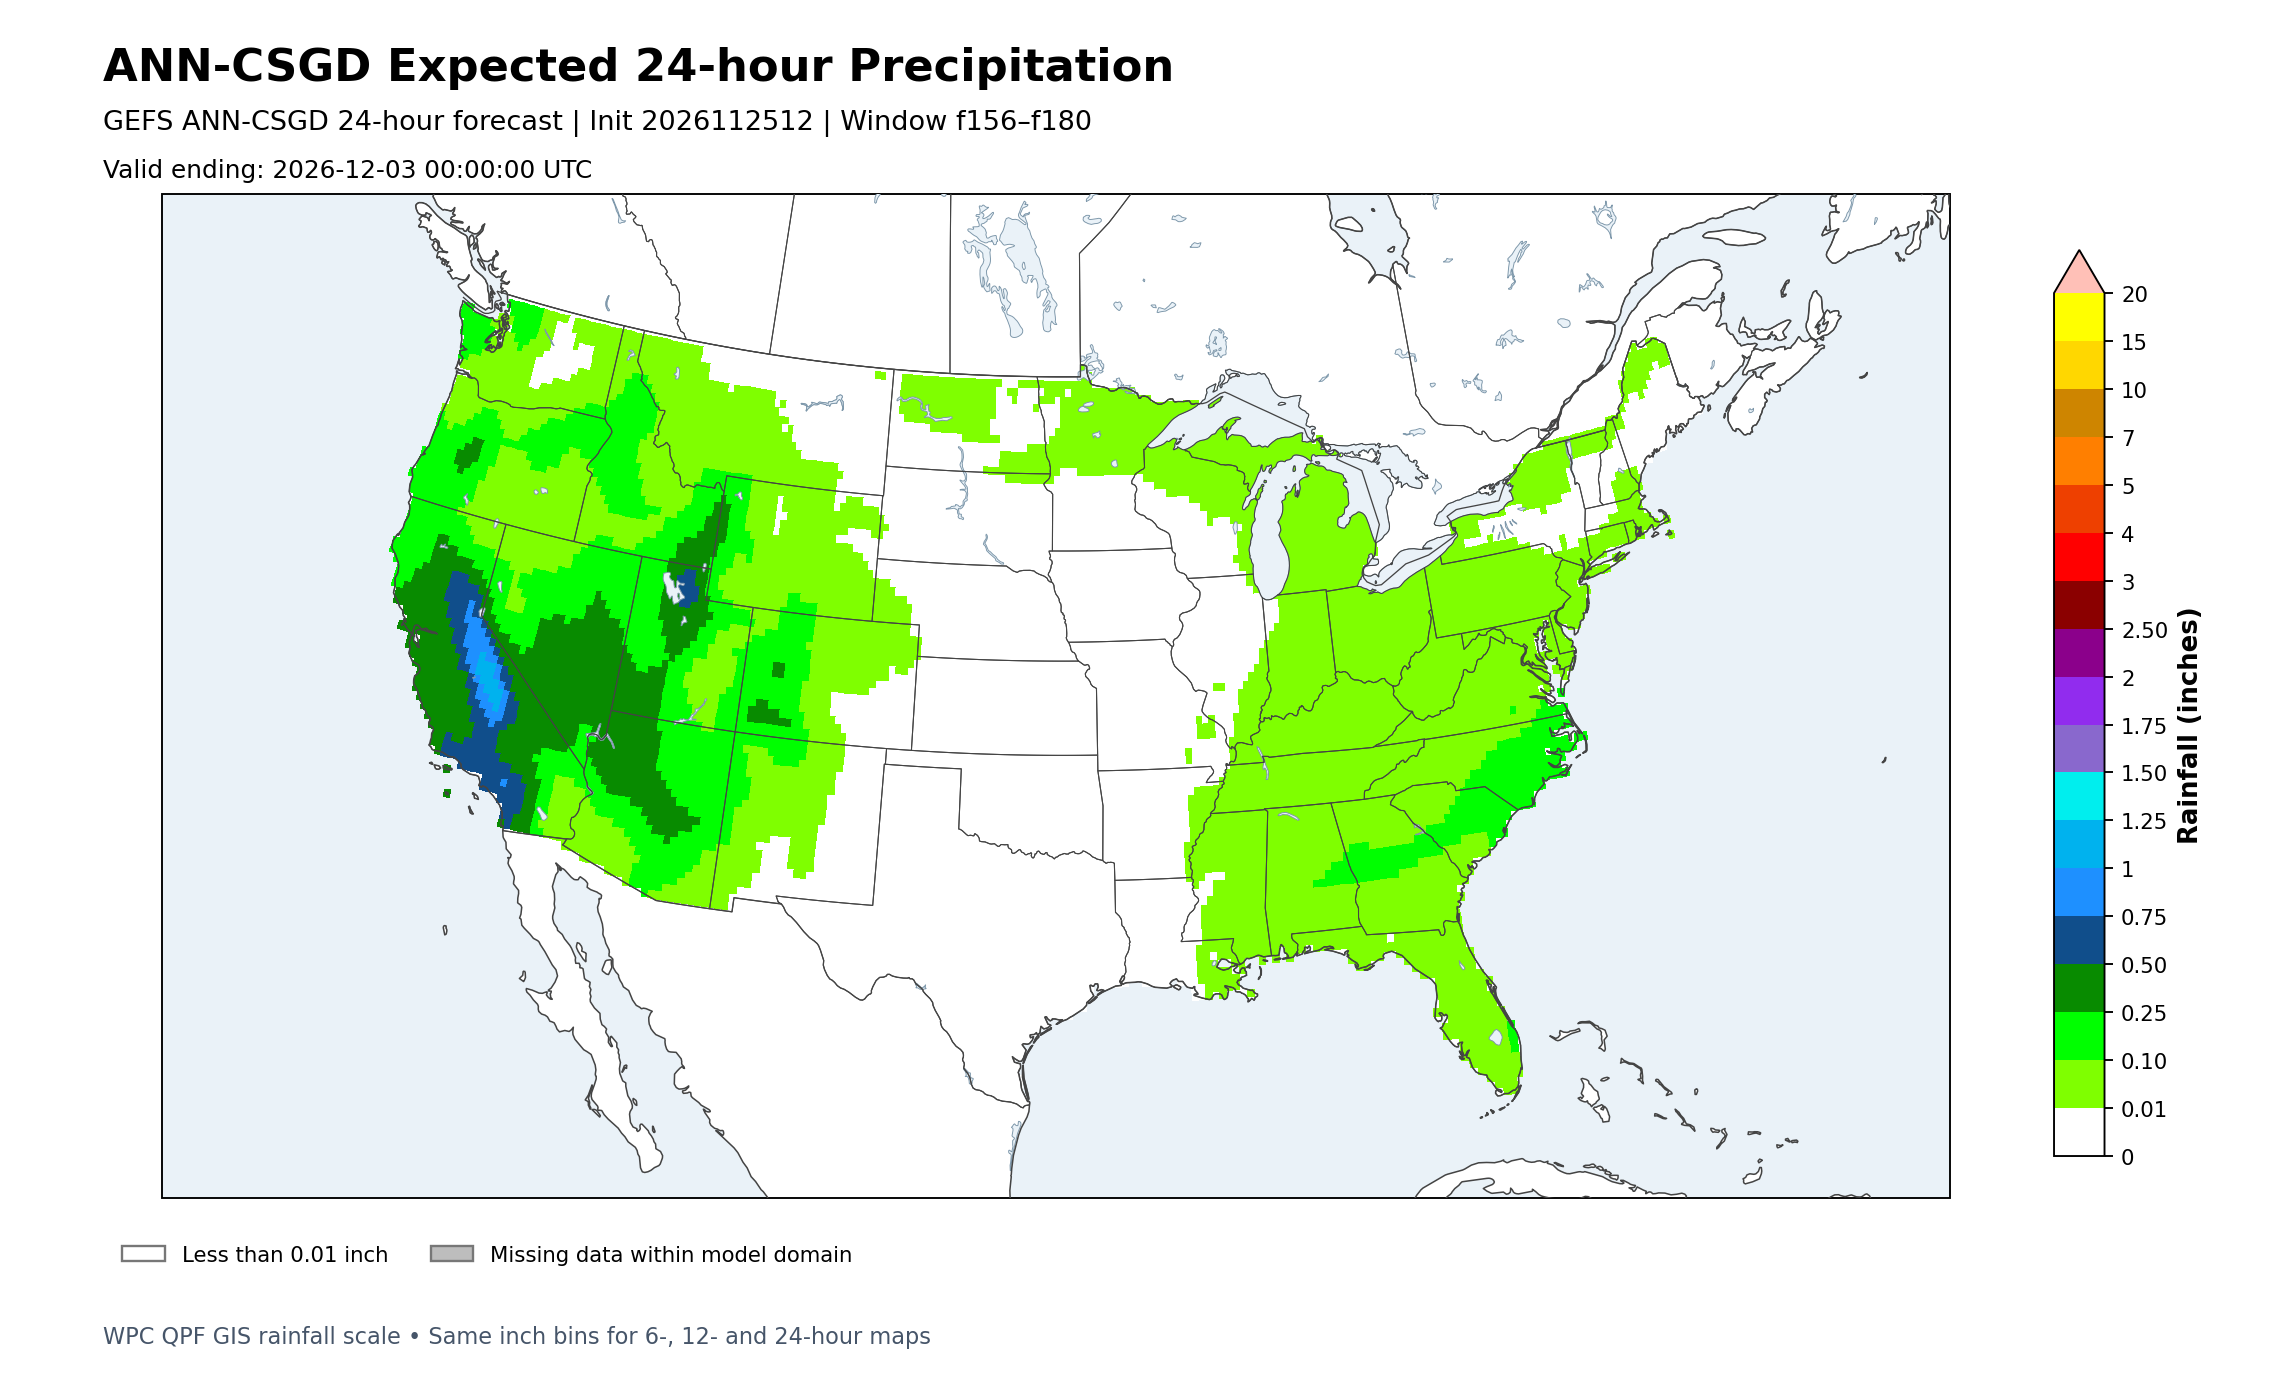 ANN-CSGD Expected 24-hour Precipitation
GEFS ANN-CSGD 24-hour forecast | Init 2026112512 | Window f156–f180
Valid ending: 2026-12-03 00:00:00 UTC
20
15
10
7
5
4
3
2.50
2
1.75
1.50
1.25
1
0.75
0.50
0.25
0.10
0.01
0
Rainfall (inches)
Less than 0.01 inch
Missing data within model domain
WPC QPF GIS rainfall scale • Same inch bins for 6-, 12- and 24-hour maps